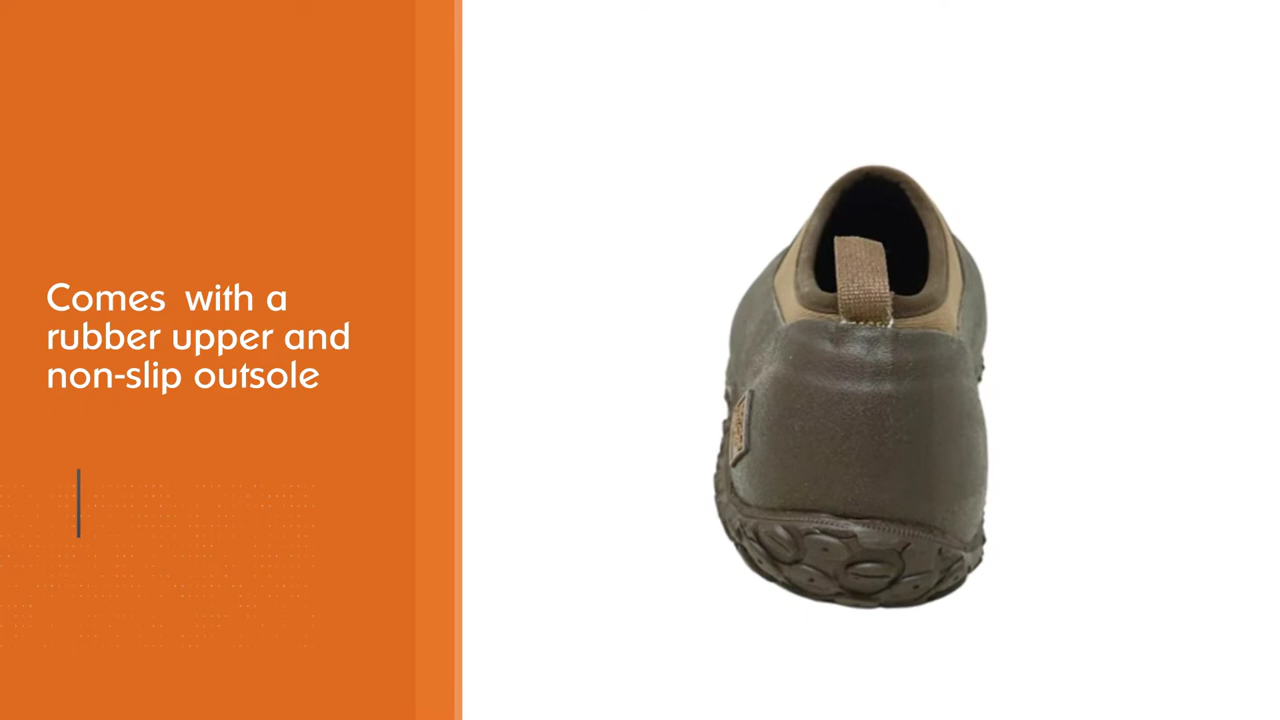 Comes with a
rubber upper and
non-slip outsole